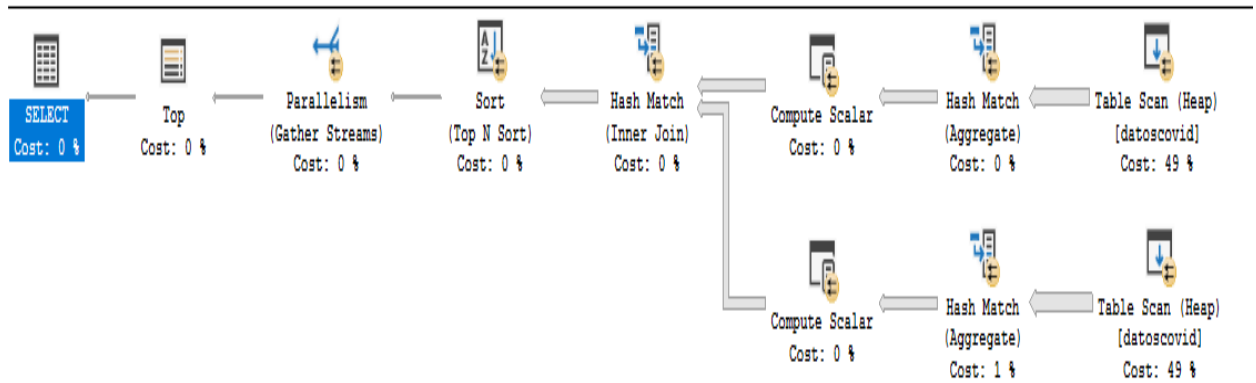 SELECT
Cost: 0 %
Top
Cost: 0 %
Parallelism
(Gather Streams)
Cost: 0 %
Sort
(Top N Sort)
Cost: 0 %
Hash Match
(Inner Join)
Cost: 0 %
Compute Scalar
Cost: 0 %
Hash Match
(Aggregate)
Cost: 0 %
Table Scan (Heap)
[datoscovid]
Cost: 49 %
Compute Scalar
Cost: 0 %
Hash Match
(Aggregate)
Cost: 1 %
Table Scan (Heap)
[datoscovid]
Cost: 49 %